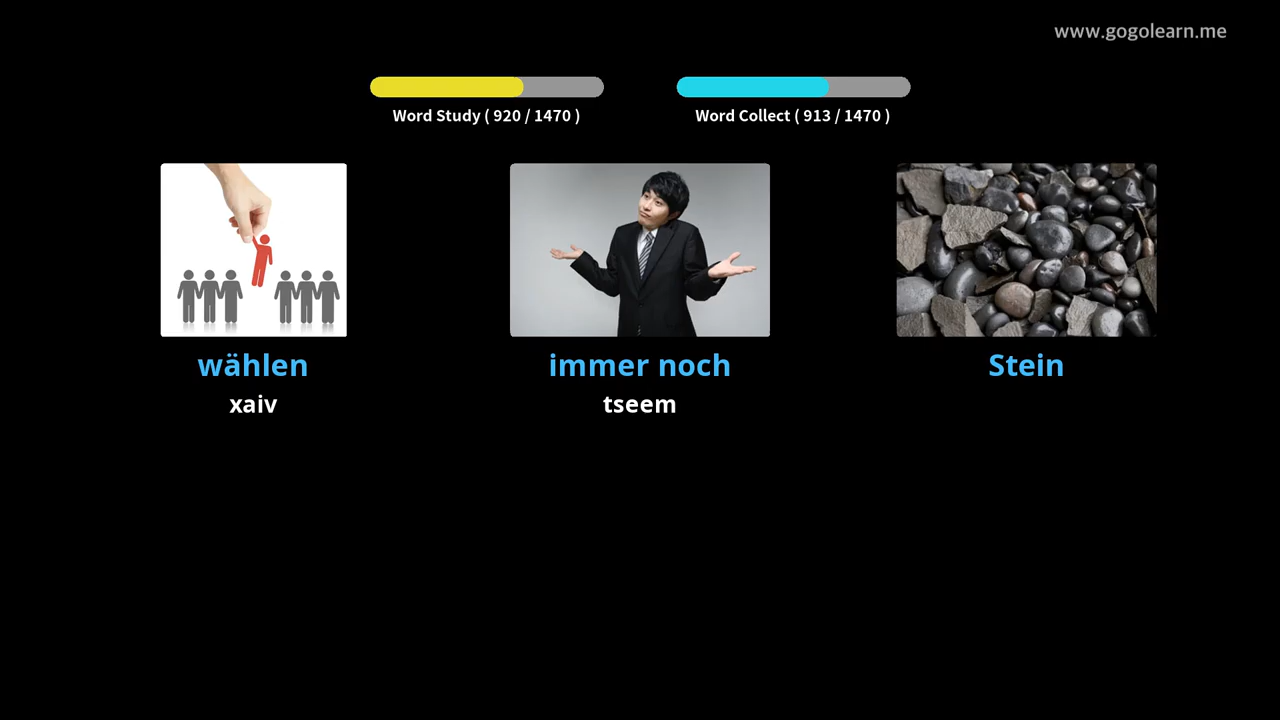 www.gogolearn.me
Word Study ( 920 / 1470 )
Word Collect ( 913 / 1470 )
wählen
xaiv
immer noch
tseem
Stein